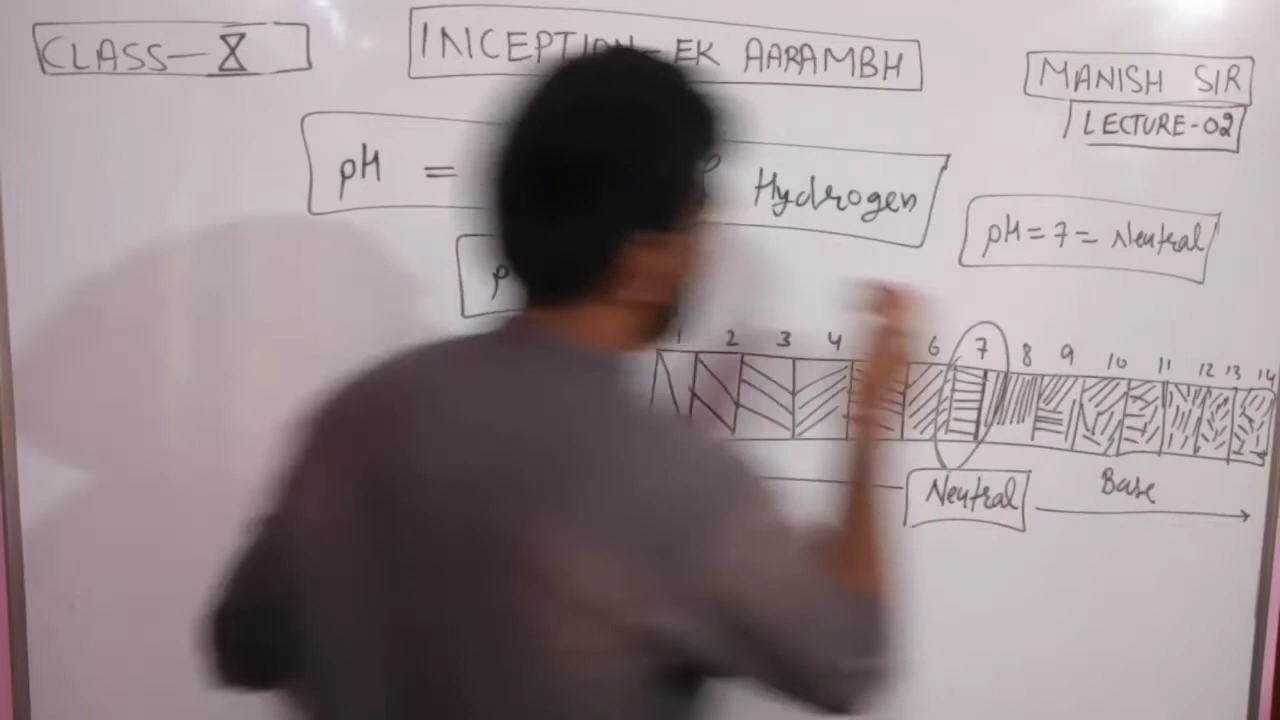 CLASS - X
INCEPTION - EK AARAMBH
MANISH SIR
LECTURE-02
pH = Hydrogen
pH = 7 = Neutral
p
1 2 3 4 6 7 8 9 10 11 12 13 14
Neutral
Base